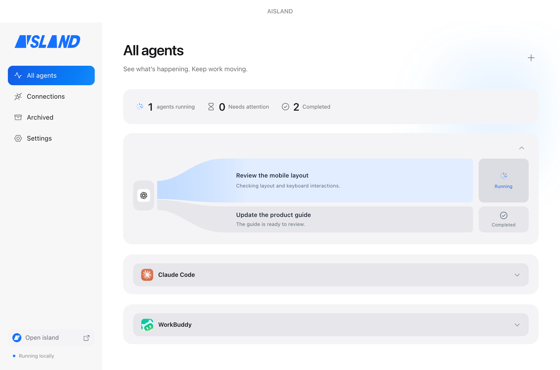 AISLAND
AISLAND
All agents
Connections
Archived
Settings
Open island
Running locally
All agents
See what's happening. Keep work moving.
1 agents running
0 Needs attention
2 Completed
Review the mobile layout
Checking layout and keyboard interactions.
Running
Update the product guide
The guide is ready to review.
Completed
Claude Code
WorkBuddy